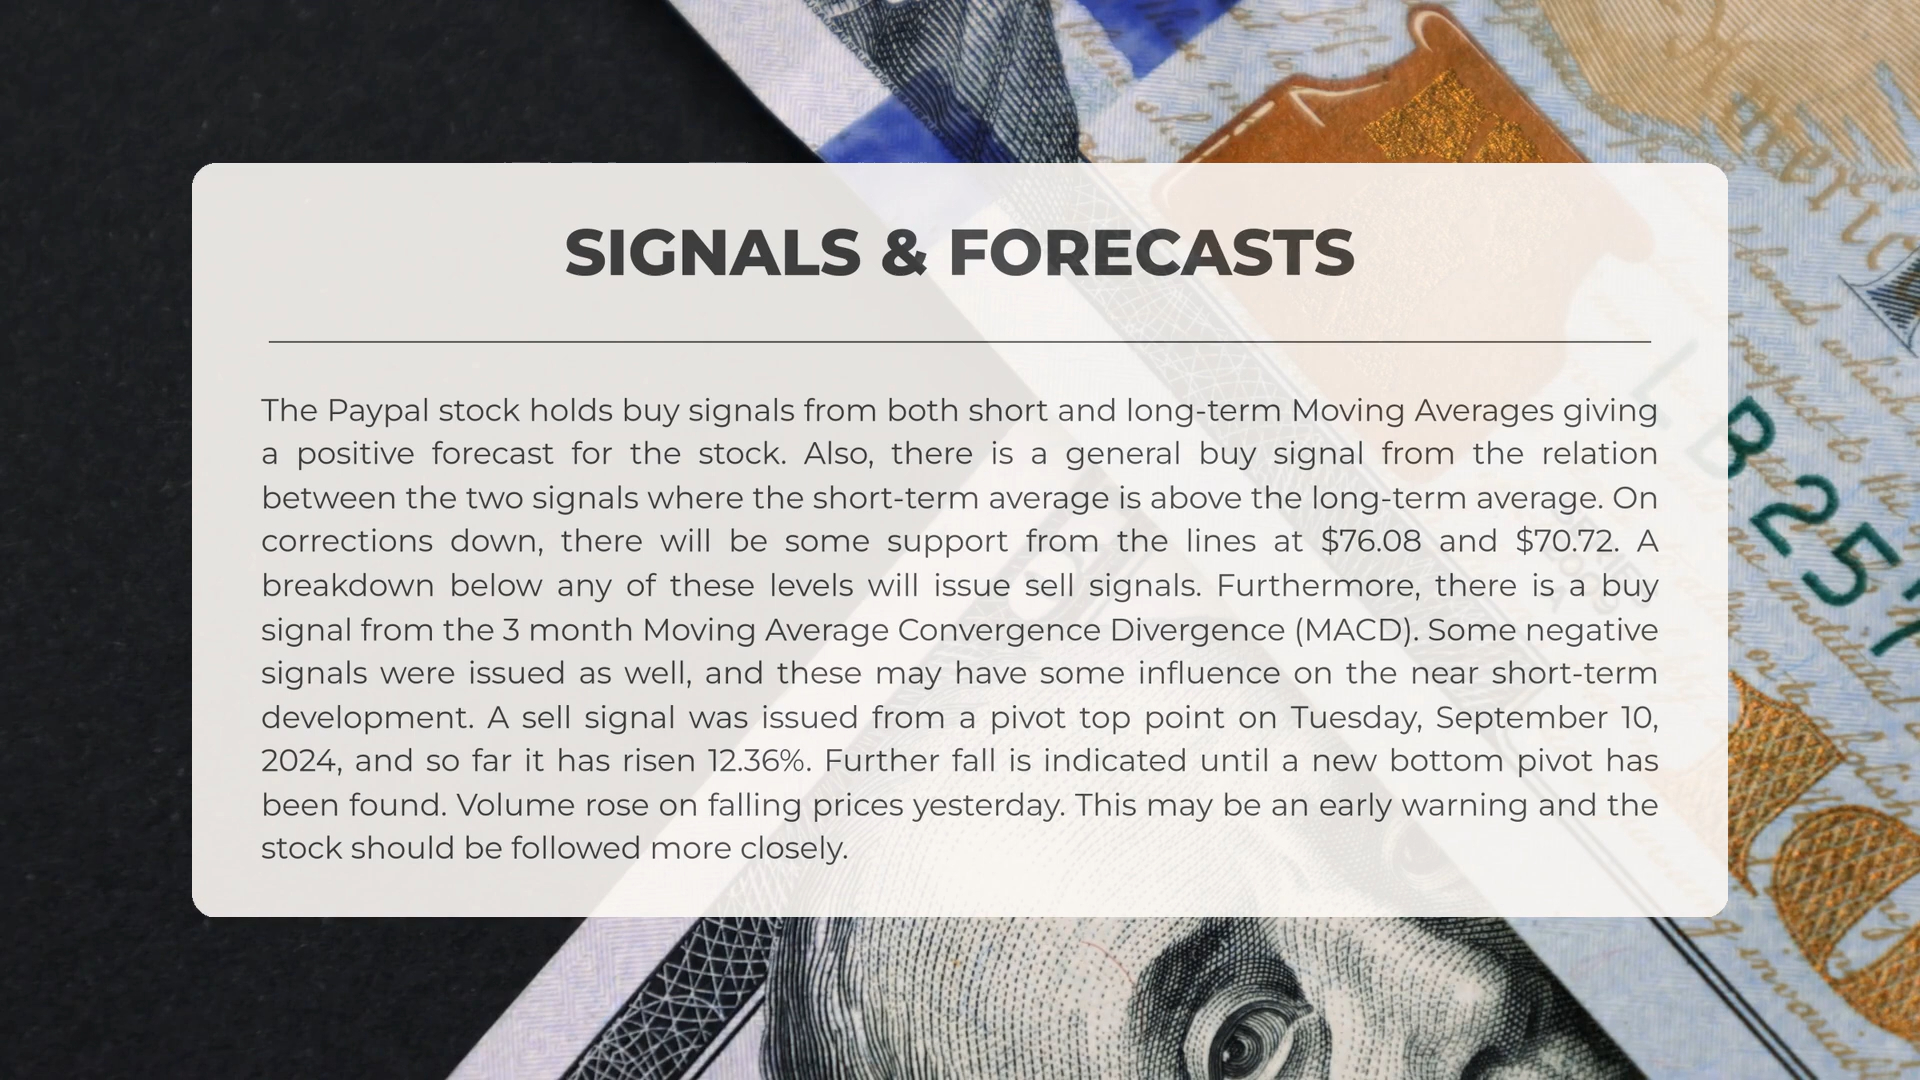 SIGNALS & FORECASTS
The Paypal stock holds buy signals from both short and long-term Moving Averages giving
a positive forecast for the stock. Also, there is a general buy signal from the relation
between the two signals where the short-term average is above the long-term average. On
corrections down, there will be some support from the lines at $76.08 and $70.72. A
breakdown below any of these levels will issue sell signals. Furthermore, there is a buy
signal from the 3 month Moving Average Convergence Divergence (MACD). Some negative
signals were issued as well, and these may have some influence on the near short-term
development. A sell signal was issued from a pivot top point on Tuesday, September 10,
2024, and so far it has risen 12.36%. Further fall is indicated until a new bottom pivot has
been found. Volume rose on falling prices yesterday. This may be an early warning and the
stock should be followed more closely.